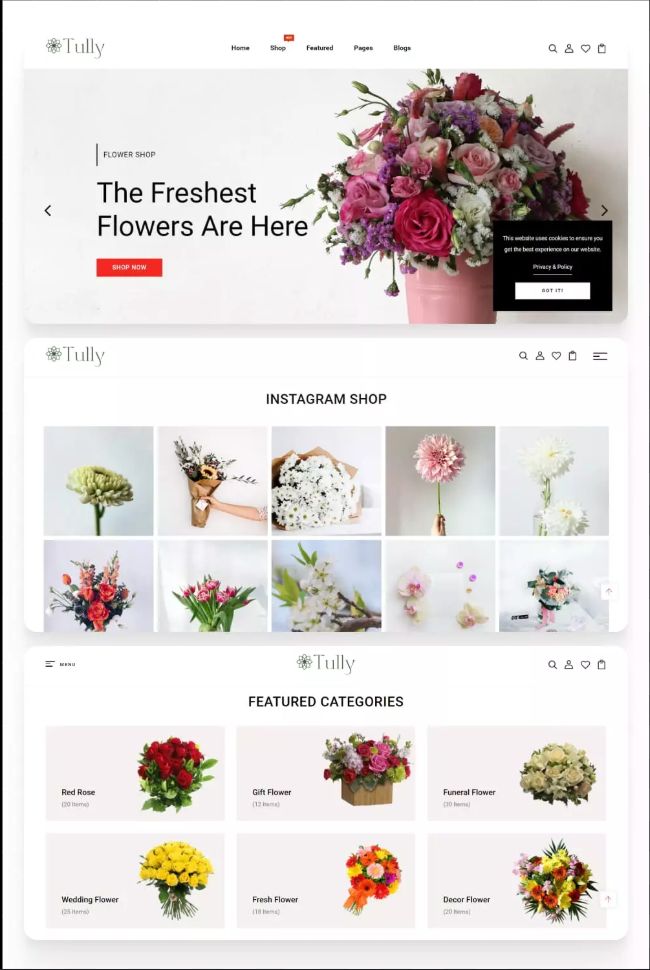 Tully
Home Shop Featured Pages Blogs
HOT
FLOWER SHOP
The Freshest
Flowers Are Here
SHOP NOW
This website uses cookies to ensure you
get the best experience on our website.
Privacy & Policy
GOT IT!
Tully
INSTAGRAM SHOP
MENU
Tully
FEATURED CATEGORIES
Red Rose
(20 Items)
Gift Flower
(12 Items)
Funeral Flower
(30 Items)
Wedding Flower
(25 Items)
Fresh Flower
(18 Items)
Decor Flower
(20 Items)